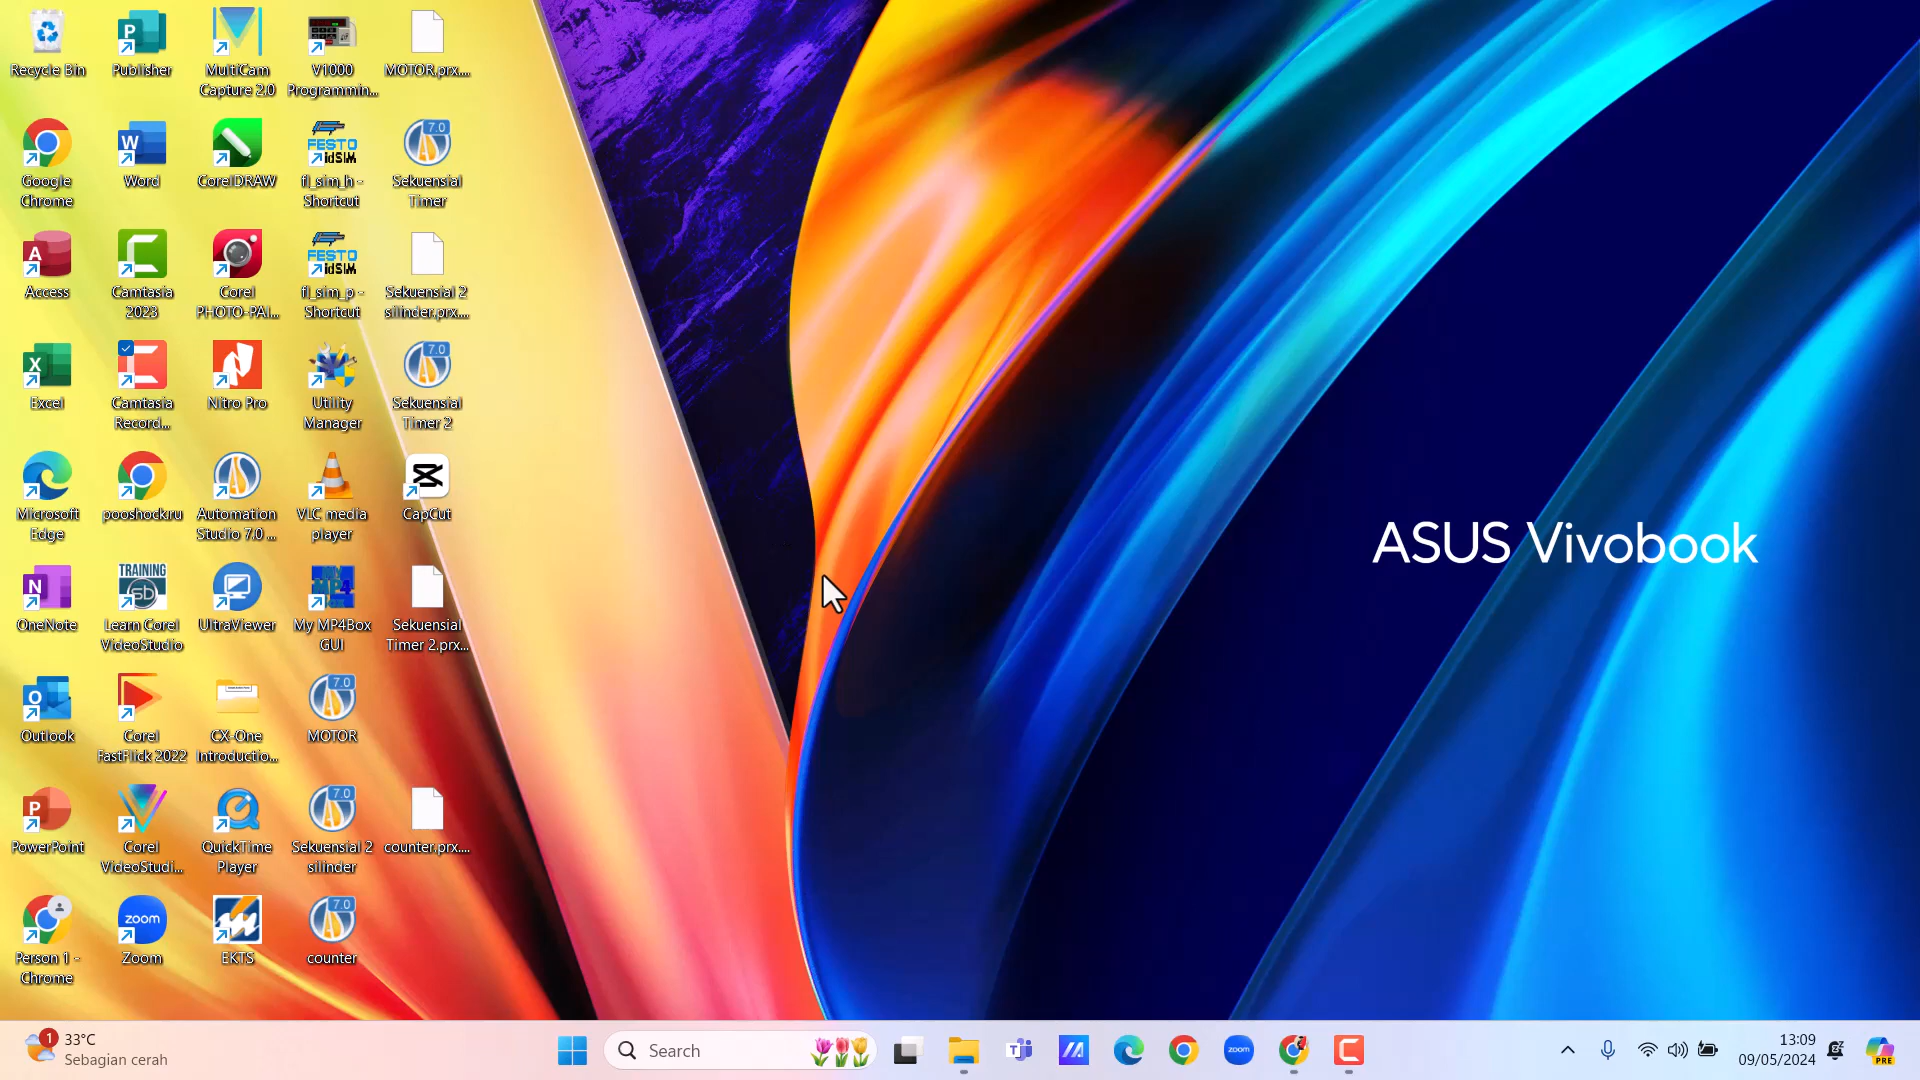 Recycle Bin
Publisher
MultiCam
Capture 2.0
V1000
Programmin...
MOTOR.prx....
Google
Chrome
Word
CorelDRAW
FESTO
idSIM
fl_sim_h -
Shortcut
7.0
Sekuensial
Timer
Access
Camtasia
2023
Corel
PHOTO-PAI...
FESTO
idSIM
fl_sim_p -
Shortcut
Sekuensial 2
silinder.prx....
Excel
Camtasia
Record...
Nitro Pro
Utility
Manager
7.0
Sekuensial
Timer 2
Microsoft
Edge
pooshock.ru
Automation
Studio 7.0 ...
VLC media
player
CapCut
OneNote
TRAINING
Learn Corel
VideoStudio
UltraViewer
My MP4Box
GUI
Sekuensial
Timer 2.prx...
Outlook
Corel
FastFlick 2022
CX-One
Introductio...
7.0
MOTOR
PowerPoint
Corel
VideoStudi...
QuickTime
Player
7.0
Sekuensial 2
silinder
counter.prx....
Person 1 -
Chrome
zoom
Zoom
EKTS
7.0
counter
ASUS Vivobook
1
33°C
Sebagian cerah
Search
zoom
13:09
09/05/2024
PRE